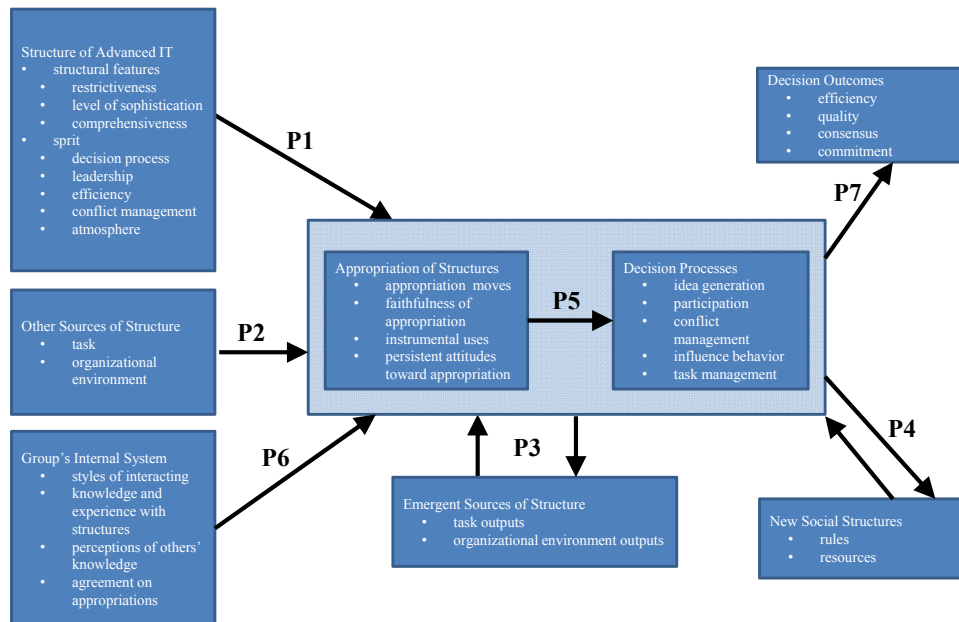 Structure of Advanced IT
• structural features
• restrictiveness
• level of sophistication
• comprehensiveness
• sprit
• decision process
• leadership
• efficiency
• conflict management
• atmosphere
P1
Other Sources of Structure
• task
• organizational
environment
P2
Group's Internal System
• styles of interacting
• knowledge and
experience with
structures
• perceptions of others'
knowledge
• agreement on
appropriations
P6
Appropriation of Structures
• appropriation moves
• faithfulness of
appropriation
• instrumental uses
• persistent attitudes
toward appropriation
P5
Decision Processes
• idea generation
• participation
• conflict
management
• influence behavior
• task management
P3
Emergent Sources of Structure
• task outputs
• organizational environment outputs
Decision Outcomes
• efficiency
• quality
• consensus
• commitment
P7
P4
New Social Structures
• rules
• resources